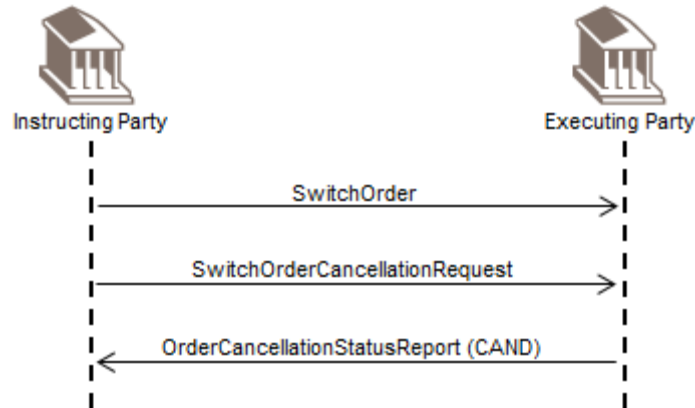 Instructing Party
Executing Party
SwitchOrder
SwitchOrderCancellationRequest
OrderCancellationStatusReport (CAND)